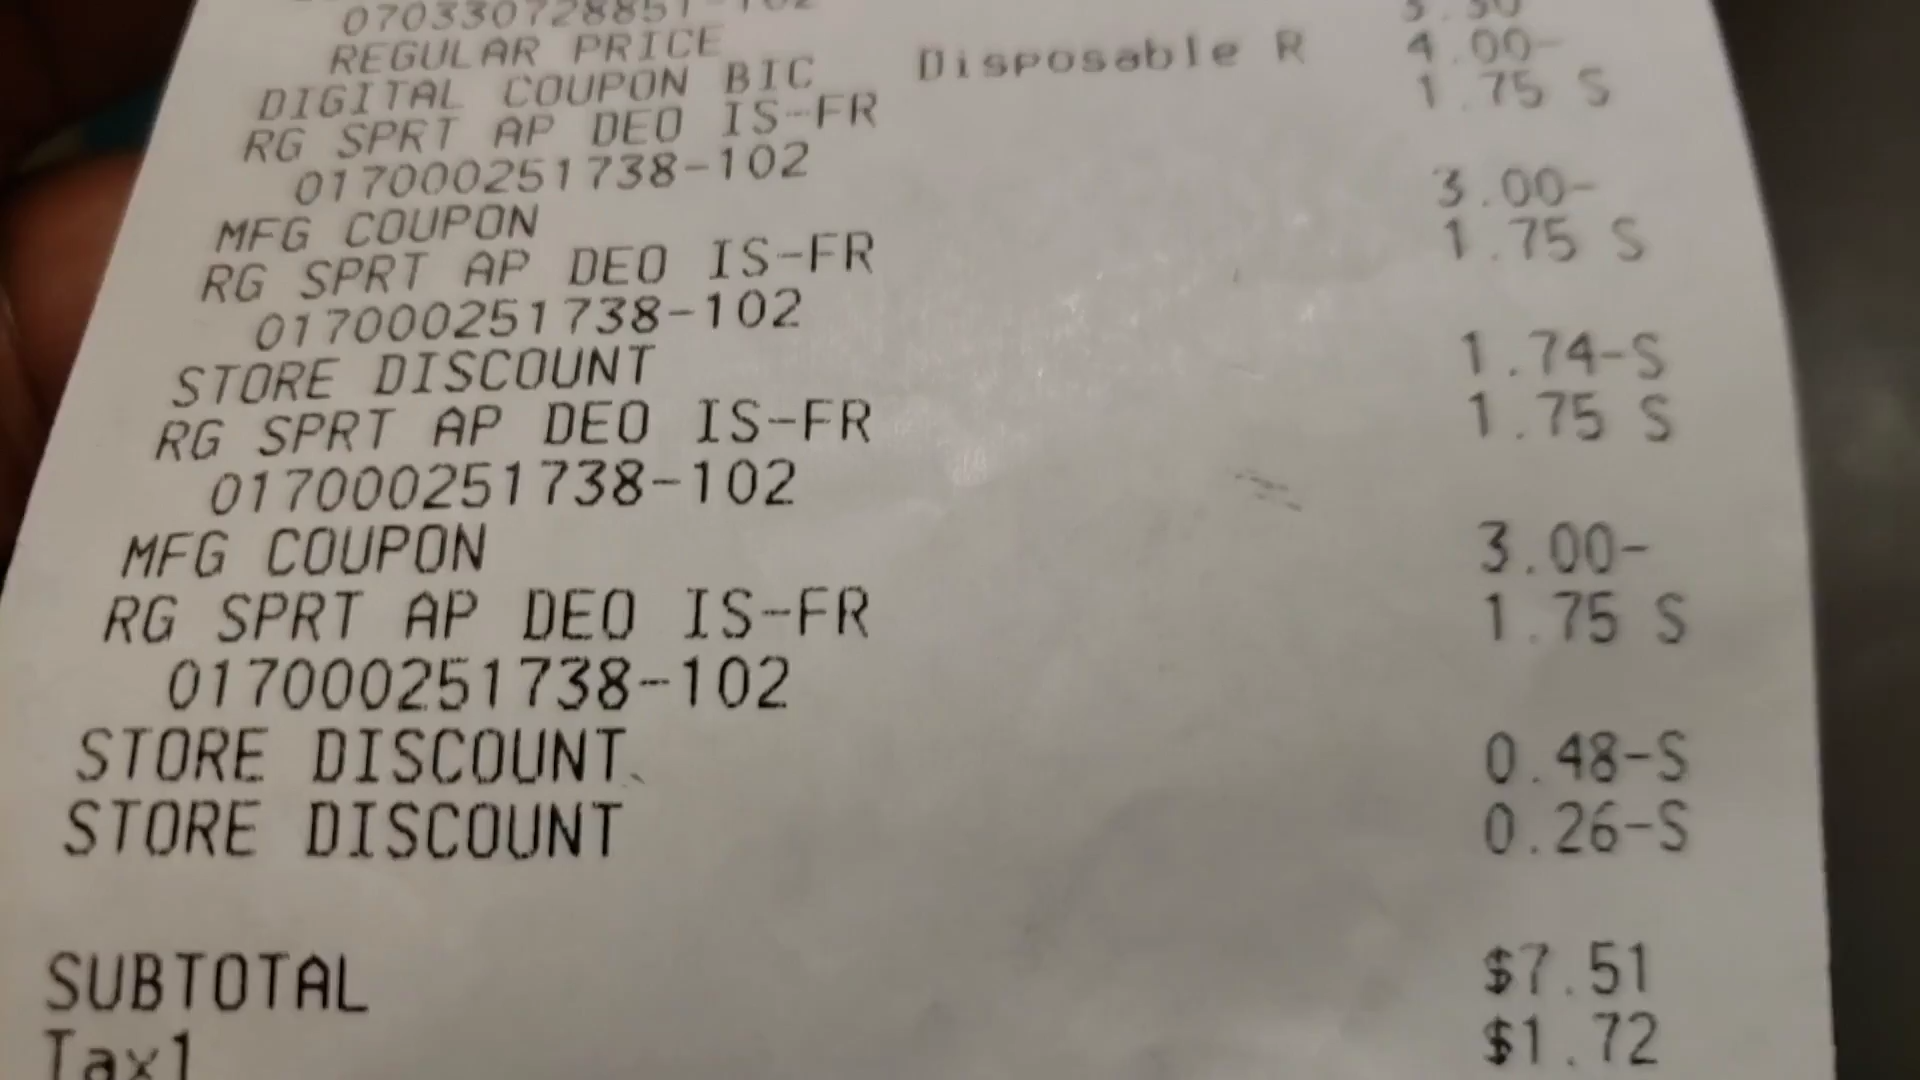 070330728851-102
REGULAR PRICE
DIGITAL COUPON BIC Disposable R 4.00-
RG SPRT AP DEO IS-FR 1.75 S
017000251738-102
MFG COUPON 3.00-
RG SPRT AP DEO IS-FR 1.75 S
017000251738-102
STORE DISCOUNT 1.74-S
RG SPRT AP DEO IS-FR 1.75 S
017000251738-102
MFG COUPON 3.00-
RG SPRT AP DEO IS-FR 1.75 S
017000251738-102
STORE DISCOUNT 0.48-S
STORE DISCOUNT 0.26-S
SUBTOTAL $7.51
Tax1 $1.72